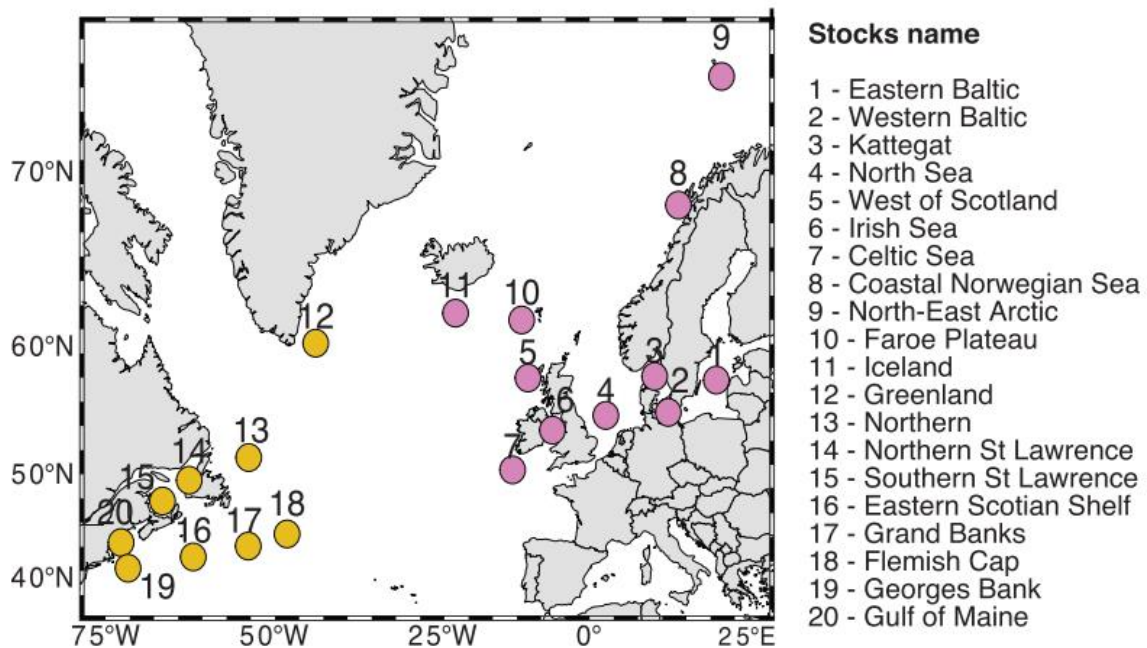 Stocks name
1 - Eastern Baltic
2 - Western Baltic
3 - Kattegat
4 - North Sea
5 - West of Scotland
6 - Irish Sea
7 - Celtic Sea
8 - Coastal Norwegian Sea
9 - North-East Arctic
10 - Faroe Plateau
11 - Iceland
12 - Greenland
13 - Northern
14 - Northern St Lawrence
15 - Southern St Lawrence
16 - Eastern Scotian Shelf
17 - Grand Banks
18 - Flemish Cap
19 - Georges Bank
20 - Gulf of Maine
9
70°N
8
11
10
12
60°N
5
3
1
2
4
6
13
7
14
50°N
15
18
20
16
17
40°N
19
75°W
50°W
25°W
0°
25°E